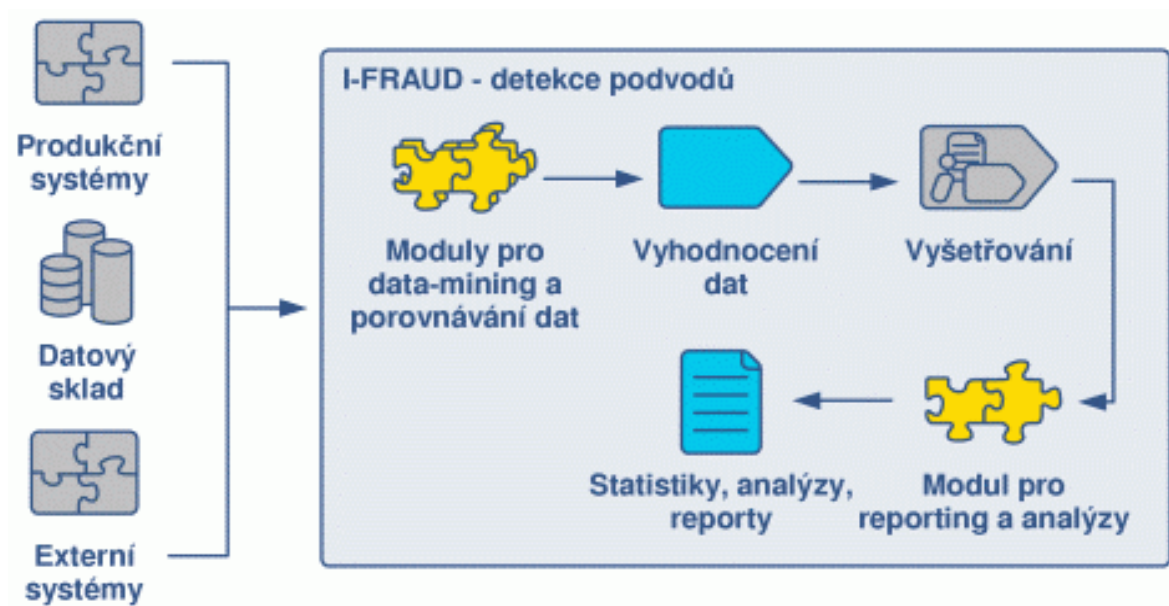 Produkční
systémy
Datový
sklad
Externí
systémy
I-FRAUD - detekce podvodů
Moduly pro
data-mining a
porovnávání dat
Vyhodnocení
dat
Vyšetřování
Statistiky, analýzy,
reporty
Modul pro
reporting a analýzy